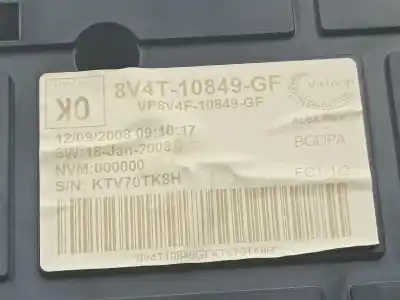 OK
8V4T-10849-GF
VP8V4F-10849-GF
Visteon
12/09/2008 09:10:17
SW: 18-Jan-2008
BCDPA
NVM:000000
S/N: KTV70TK8H